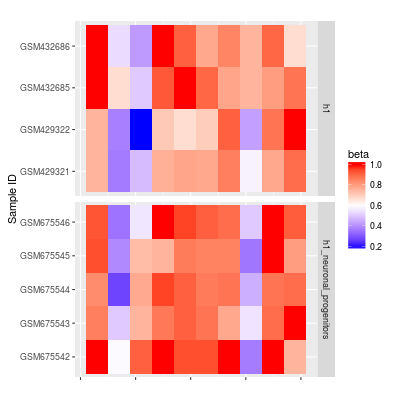 Sample ID
GSM432686
GSM432685
GSM429322
GSM429321
h1
GSM675546
GSM675545
GSM675544
GSM675543
GSM675542
h1_neuronal_progenitors
beta
1.0
0.8
0.6
0.4
0.2